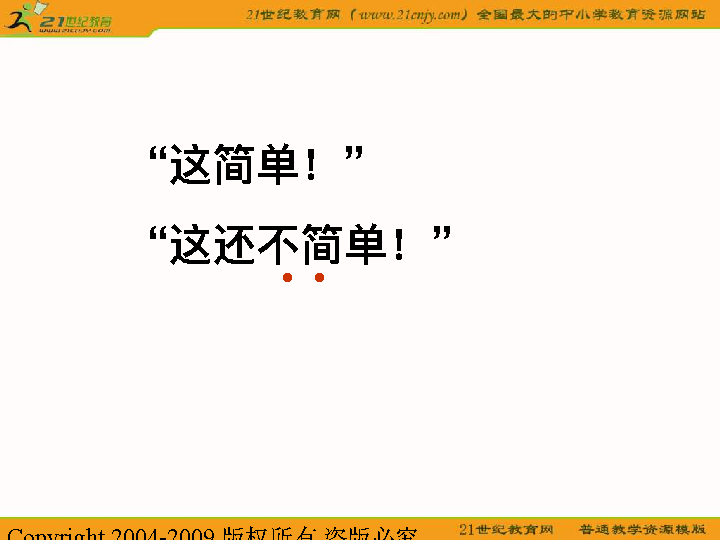 21世纪教育
www.21cnjy.com
21世纪教育网（www.21cnjy.com）全国最大的中小学教育资源网站
“这简单！”
“这还不简单！”
Copyright 2004-2009 版权所有 盗版必究
21世纪教育网 普通教学资源模版